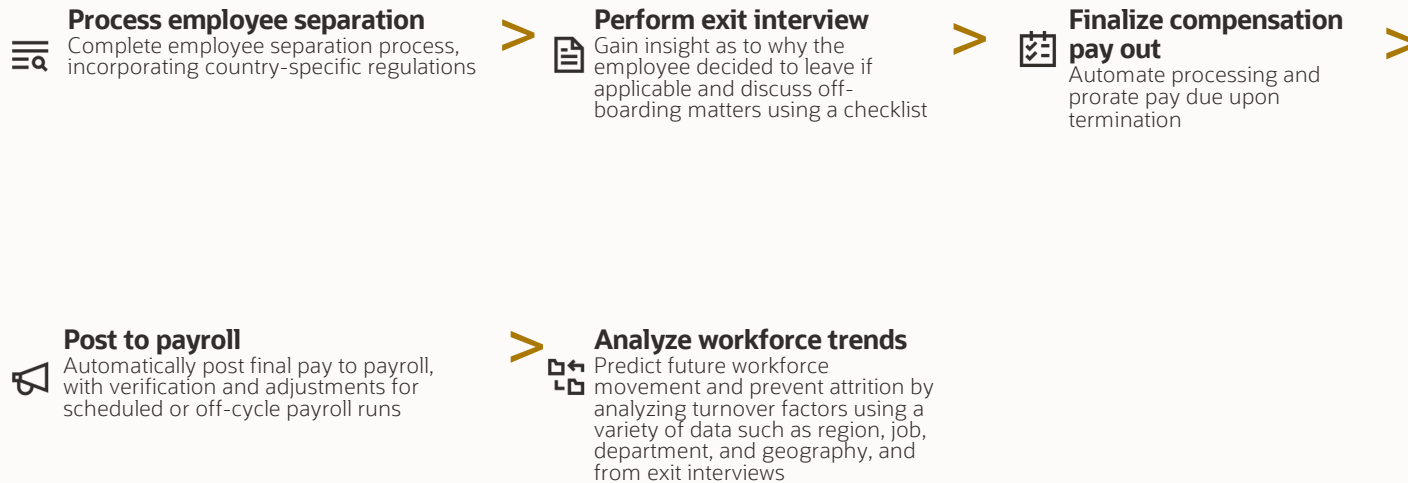 Process employee separation
Complete employee separation process,
incorporating country-specific regulations
>
Perform exit interview
Gain insight as to why the
employee decided to leave if
applicable and discuss off-
boarding matters using a checklist
>
Finalize compensation
pay out
Automate processing and
prorate pay due upon
termination
>
Post to payroll
Automatically post final pay to payroll,
with verification and adjustments for
scheduled or off-cycle payroll runs
>
Analyze workforce trends
Predict future workforce
movement and prevent attrition by
analyzing turnover factors using a
variety of data such as region, job,
department, and geography, and
from exit interviews